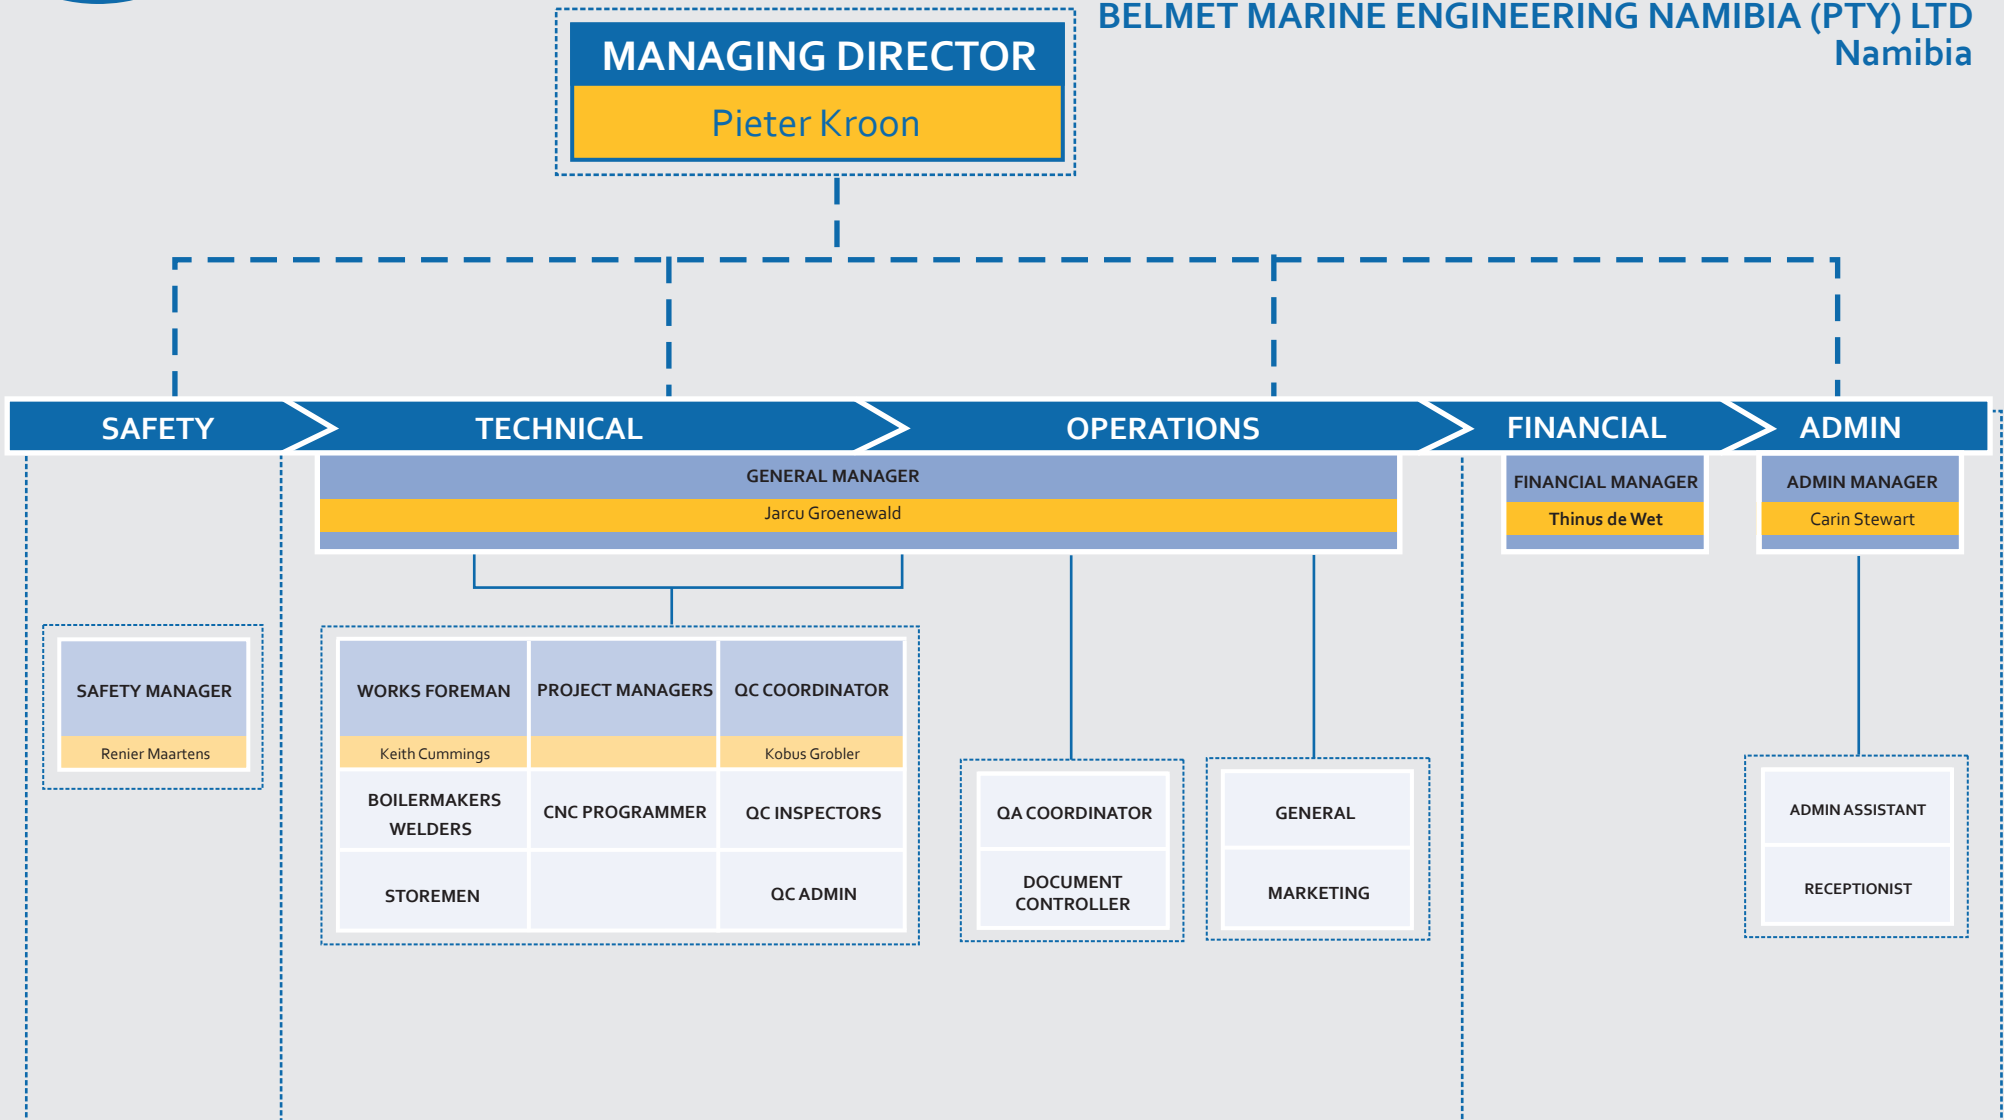 BELMET MARINE ENGINEERING NAMIBIA (PTY) LTD
Namibia
MANAGING DIRECTOR
Pieter Kroon
SAFETY
TECHNICAL
OPERATIONS
FINANCIAL
ADMIN
GENERAL MANAGER
Jarcu Groenewald
FINANCIAL MANAGER
Thinus de Wet
ADMIN MANAGER
Carin Stewart
SAFETY MANAGER
Renier Maartens
WORKS FOREMAN
PROJECT MANAGERS
QC COORDINATOR
Keith Cummings
Kobus Grobler
BOILERMAKERS
WELDERS
CNC PROGRAMMER
QC INSPECTORS
STOREMEN
QC ADMIN
QA COORDINATOR
DOCUMENT
CONTROLLER
GENERAL
MARKETING
ADMIN ASSISTANT
RECEPTIONIST